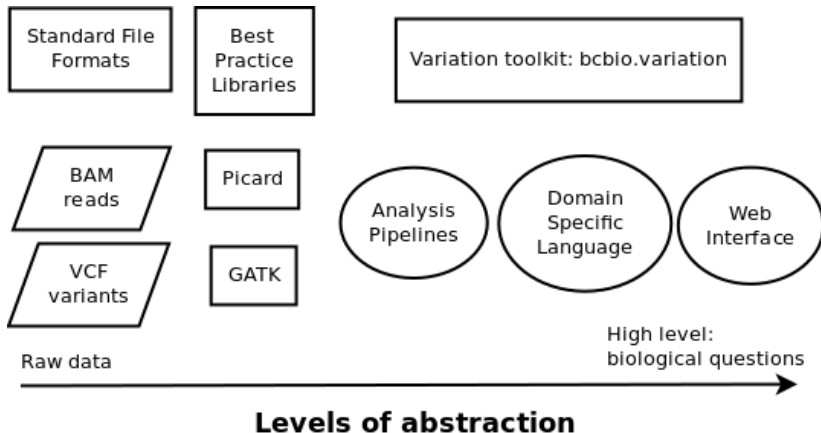 Standard File
Formats
Best
Practice
Libraries
Variation toolkit: bcbio.variation
BAM
reads
Picard
Analysis
Pipelines
Domain
Specific
Language
Web
Interface
VCF
variants
GATK
Raw data
High level:
biological questions
Levels of abstraction